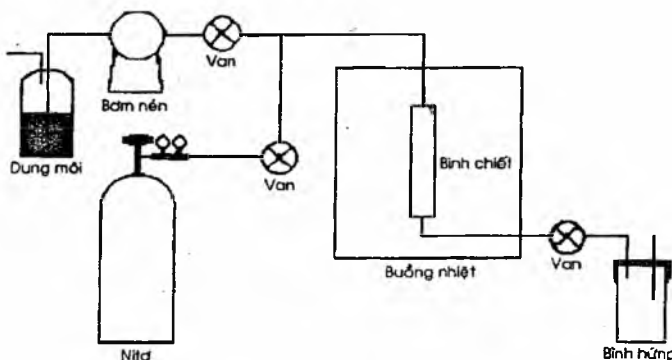 Van
Bơm nén
Dung môi
Van
Bình chiết
Buồng nhiệt
Van
Nitơ
Bình hứng